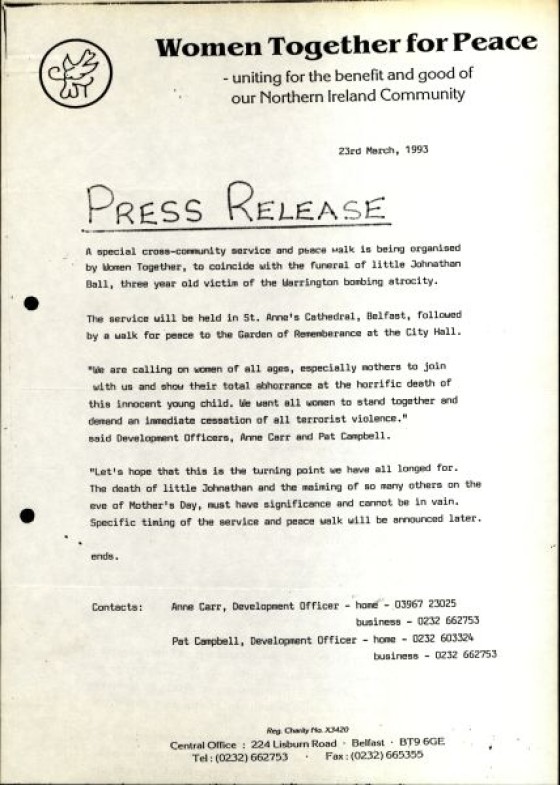 Women Together for Peace
- uniting for the benefit and good of
our Northern Ireland Community
23rd March, 1993
PRESS RELEASE
A special cross-community service and peace walk is being organised
by Women Together, to coincide with the funeral of little Johnathan
Ball, three year old victim of the Warrington bombing atrocity.
The service will be held in St. Anne's Cathedral, Belfast, followed
by a walk for peace to the Garden of Rememberance at the City Hall.
"We are calling on women of all ages, especially mothers to join
with us and show their total abhorrance at the horrific death of
this innocent young child. We want all women to stand together and
demand an immediate cessation of all terrorist violence."
said Development Officers, Anne Carr and Pat Campbell.
"Let's hope that this is the turning point we have all longed for.
The death of little Johnathan and the maiming of so many others on the
eve of Mother's Day, must have significance and cannot be in vain.
Specific timing of the service and peace walk will be announced later.
ends.
Contacts: Anne Carr, Development Officer - home - 03967 23025
business - 0232 662753
Pat Campbell, Development Officer - home - 0232 603324
business - 0232 662753
Reg. Charity No. X3420
Central Office : 224 Lisburn Road · Belfast · BT9 6GE
Tel : (0232) 662753 · Fax : (0232) 665355